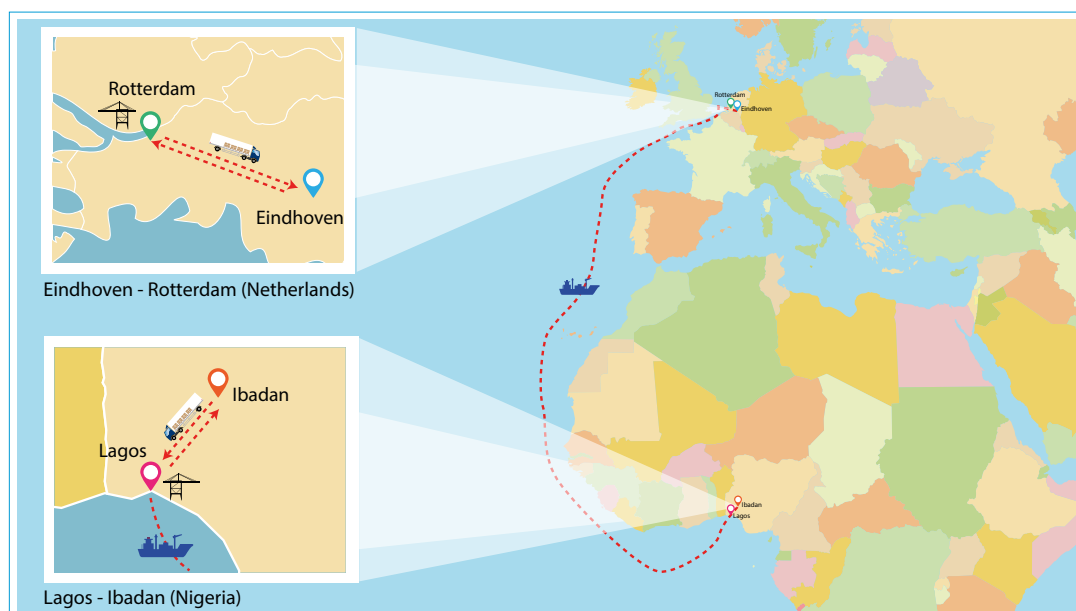 Rotterdam
Eindhoven
Eindhoven - Rotterdam (Netherlands)
Ibadan
Lagos
Lagos - Ibadan (Nigeria)
Rotterdam
Eindhoven
Ibadan
Lagos